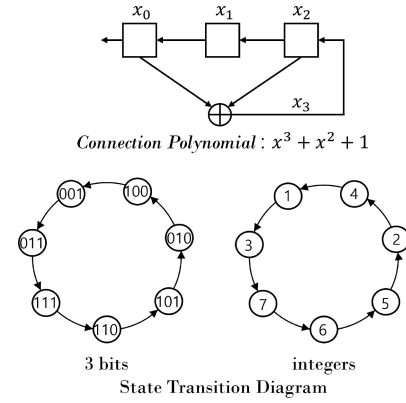 x₀ x₁ x₂
x₃
Connection Polynomial : x³ + x² + 1
001 100
011 010
111 101
110
1 4
3 2
7 5
6
3 bits integers
State Transition Diagram